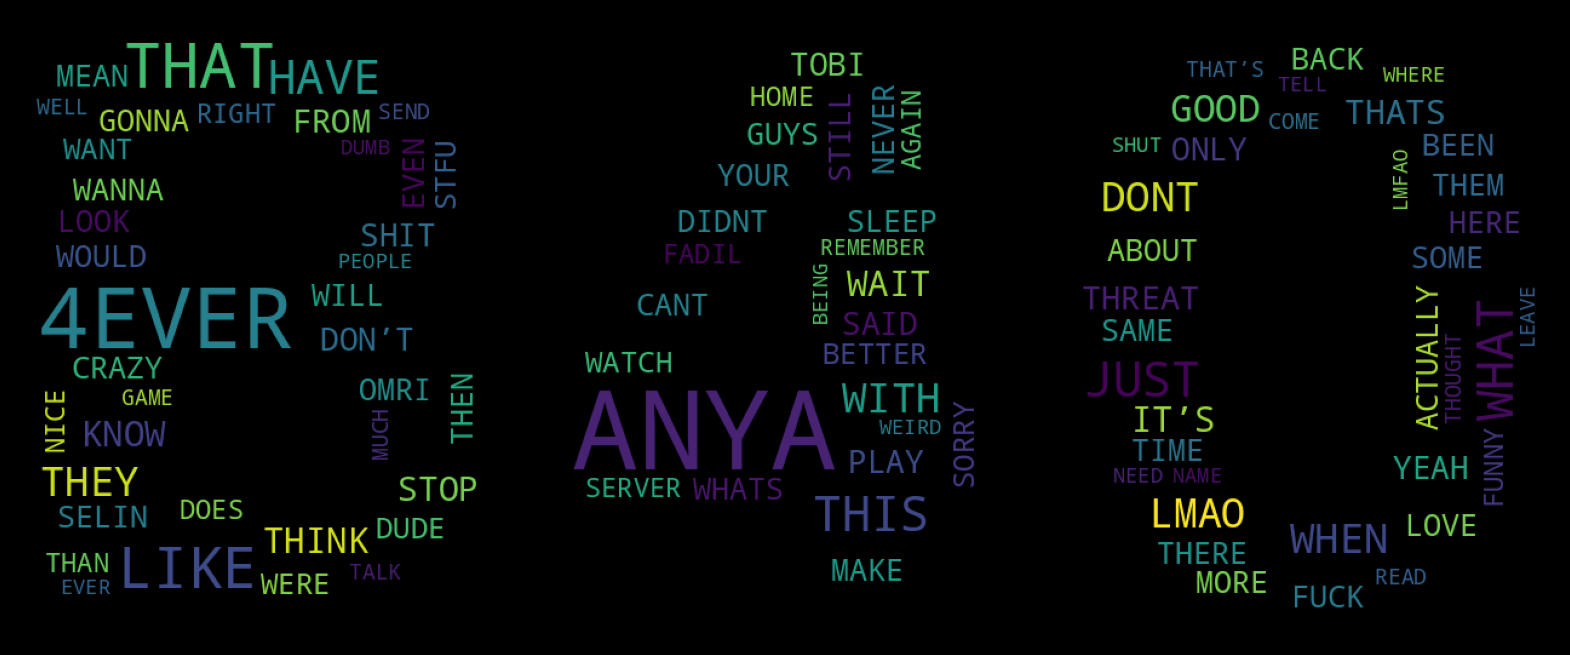 THAT
HAVE
MEAN
WELL
GONNA
RIGHT
FROM
SEND
WANT
DUMB
EVEN
STFU
WANNA
LOOK
SHIT
WOULD
PEOPLE
4EVER
WILL
DON'T
CRAZY
GAME
OMRI
THEN
NICE
KNOW
MUCH
THEY
STOP
SELIN
DOES
THINK
DUDE
THAN
EVER
LIKE
WERE
TALK
TOBI
HOME
STILL
NEVER
AGAIN
GUYS
YOUR
DIDNT
SLEEP
FADIL
REMEMBER
BEING
WAIT
CANT
SAID
BETTER
WATCH
ANYA
WITH
WEIRD
SORRY
PLAY
SERVER
WHATS
THIS
MAKE
THAT'S
BACK
TELL
WHERE
GOOD
COME
THATS
SHUT
ONLY
BEEN
LMFAO
THEM
DONT
HERE
ABOUT
SOME
THREAT
SAME
ACTUALLY
THOUGHT
WHAT
LEAVE
JUST
IT'S
TIME
NEED
NAME
YEAH
FUNNY
LMAO
WHEN
LOVE
THERE
MORE
READ
FUCK